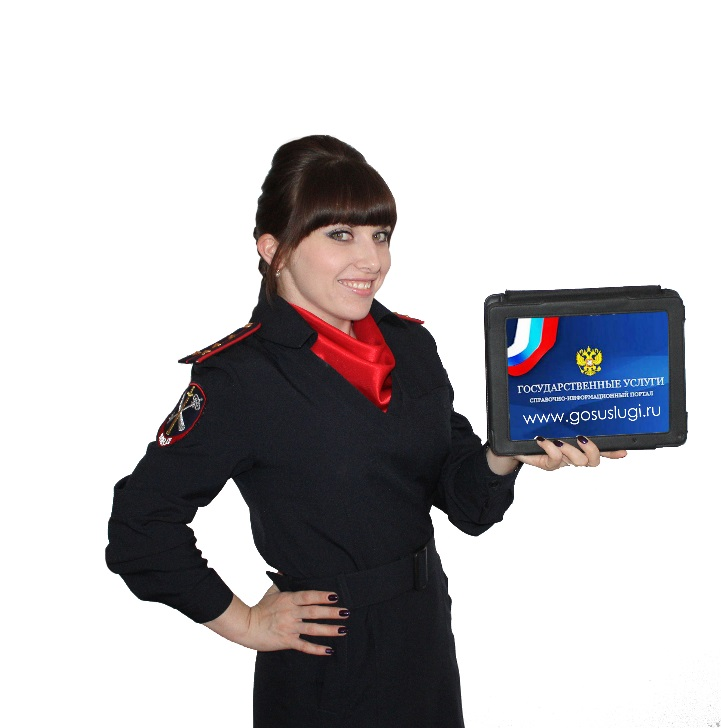 ГОСУДАРСТВЕННЫЕ УСЛУГИ
СПРАВОЧНО-ИНФОРМАЦИОННЫЙ ПОРТАЛ
www.gosuslugi.ru